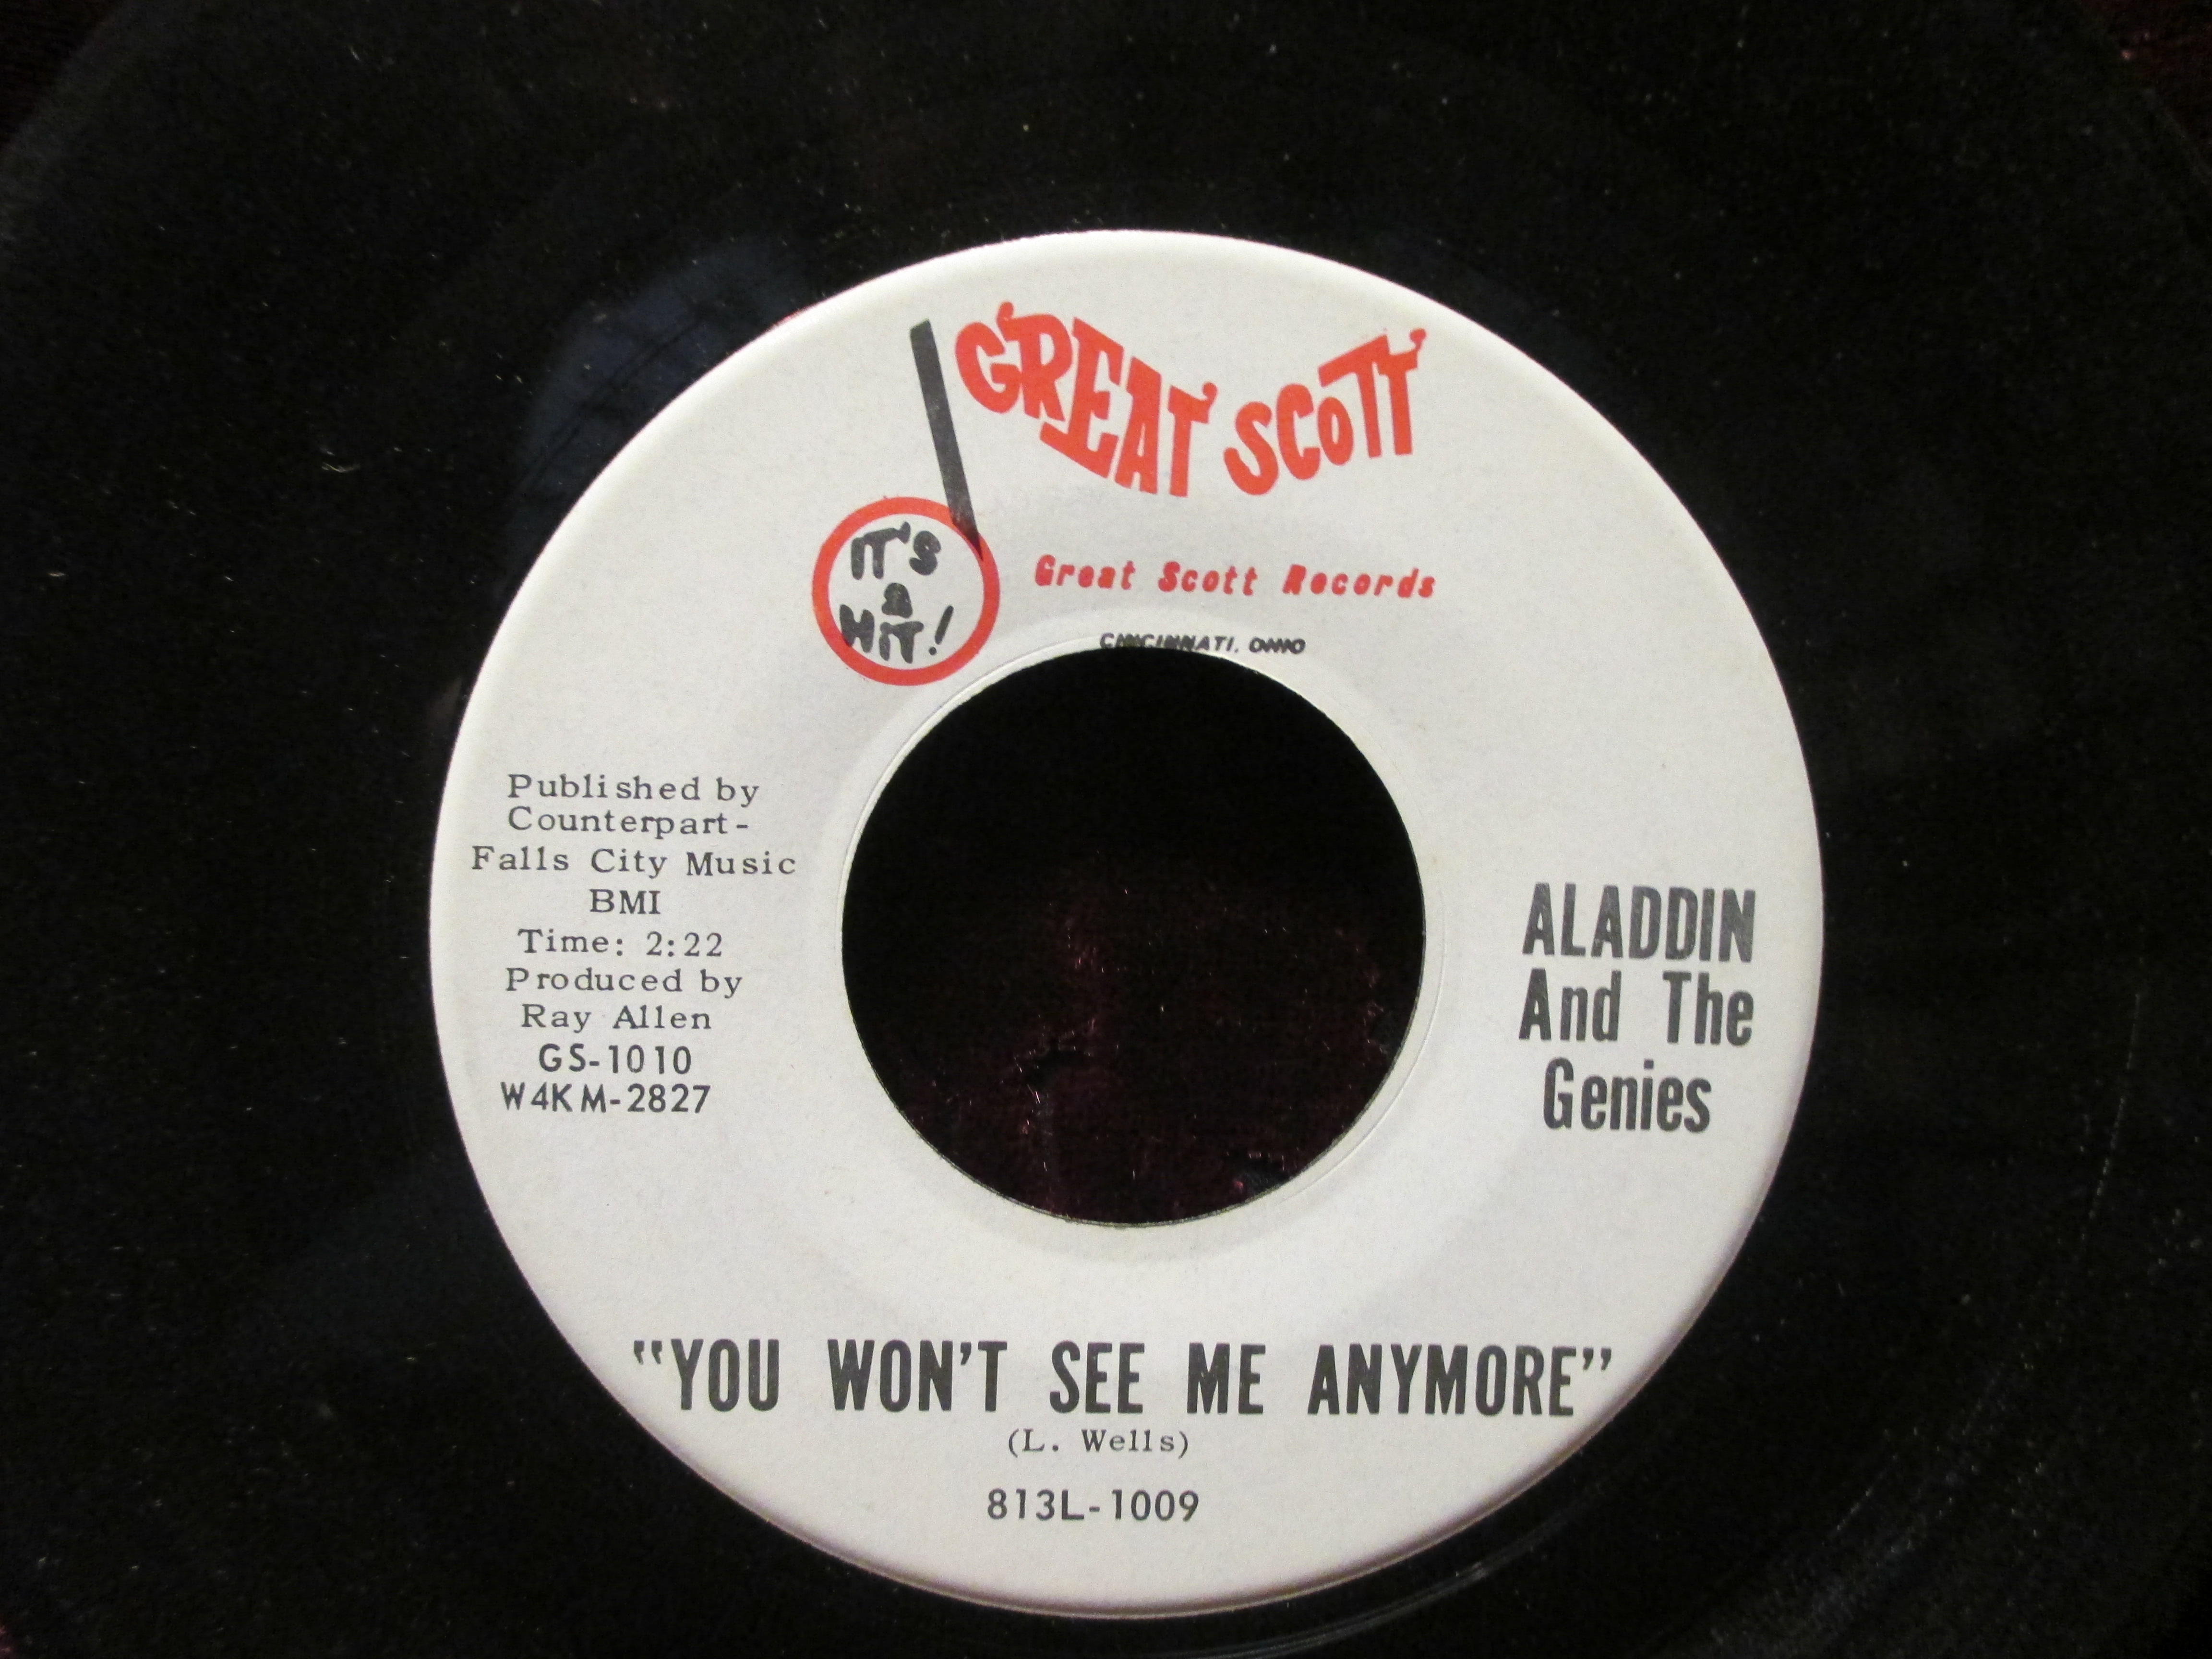 GREAT SCOTT
IT'S
a
HIT!
Great Scott Records
CINCINNATI, OHIO
Published by
Counterpart-
Falls City Music
BMI
Time: 2:22
Produced by
Ray Allen
GS-1010
W4KM-2827
ALADDIN
And The
Genies
"YOU WON'T SEE ME ANYMORE"
(L. Wells)
813L-1009